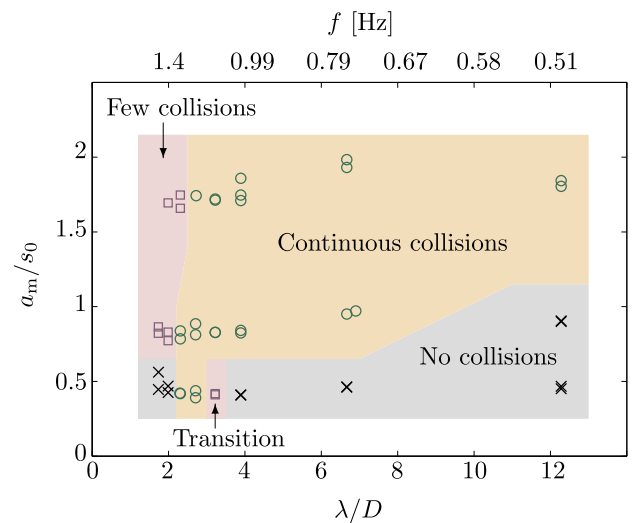 f [Hz]
1.4 0.99 0.79 0.67 0.58 0.51
Few collisions
2
1.5
1
0.5
0
a_m/s_0
Continuous collisions
No collisions
Transition
0 2 4 6 8 10 12
λ/D